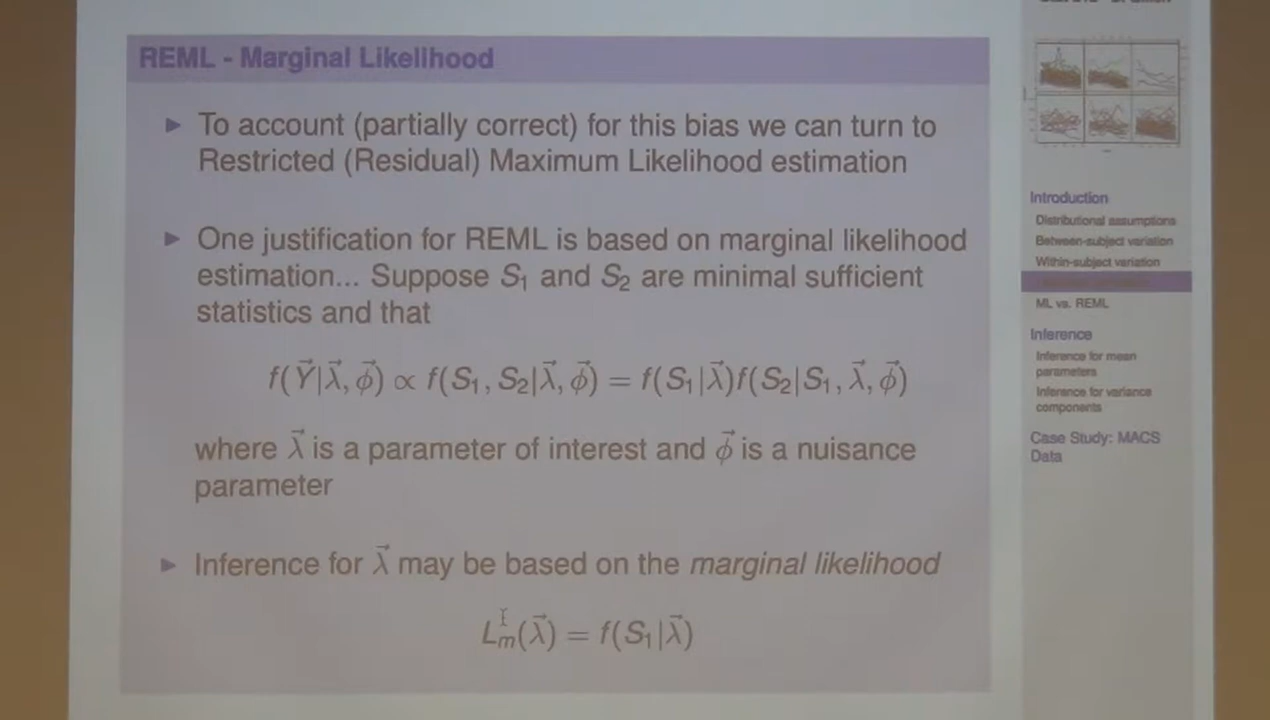 REML - Marginal Likelihood
► To account (partially correct) for this bias we can turn to
Restricted (Residual) Maximum Likelihood estimation
► One justification for REML is based on marginal likelihood
estimation... Suppose S₁ and S₂ are minimal sufficient
statistics and that
f(Y⃗|λ⃗, ϕ⃗) ∝ f(S₁, S₂|λ⃗, ϕ⃗) = f(S₁|λ⃗)f(S₂|S₁, λ⃗, ϕ⃗)
where λ⃗ is a parameter of interest and ϕ⃗ is a nuisance
parameter
► Inference for λ⃗ may be based on the marginal likelihood
Lₘ(λ⃗) = f(S₁|λ⃗)
Introduction
Distributional assumptions
Between-subject variation
Within-subject variation
ML vs. REML
Inference
Inference for mean
parameters
Inference for variance
components
Case Study: MACS
Data